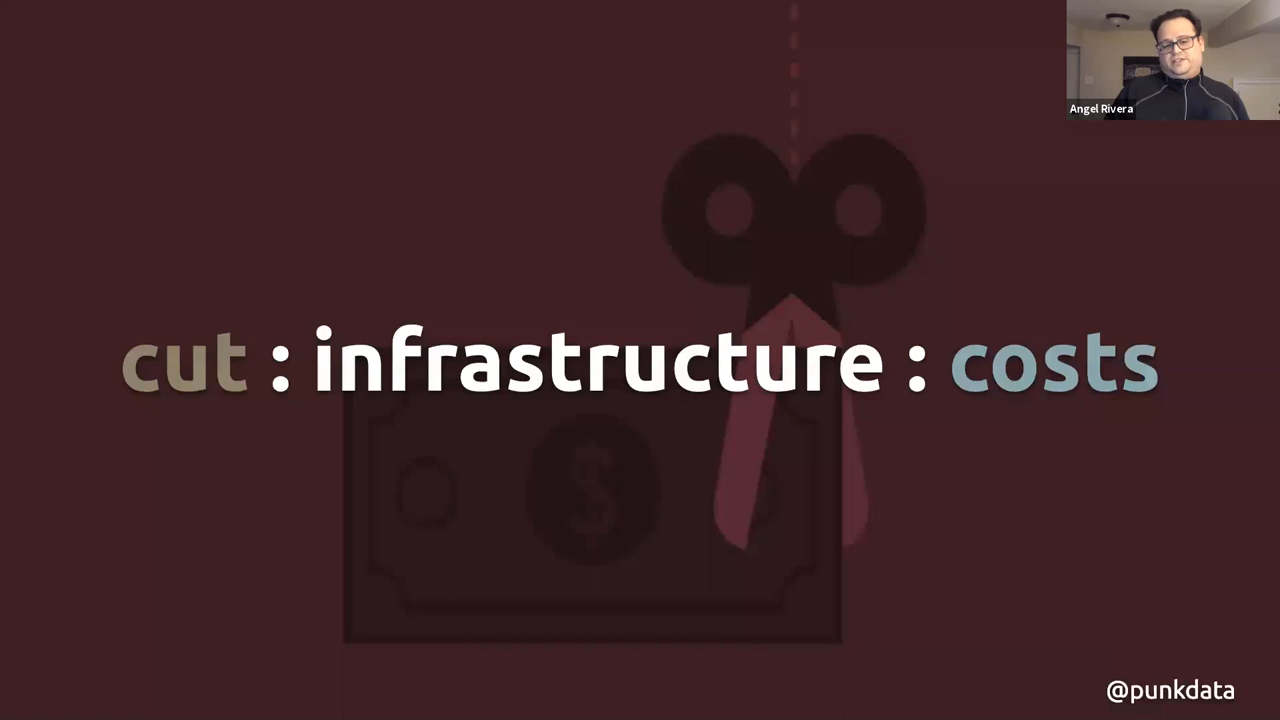 Angel Rivera
cut : infrastructure : costs
$
@punkdata